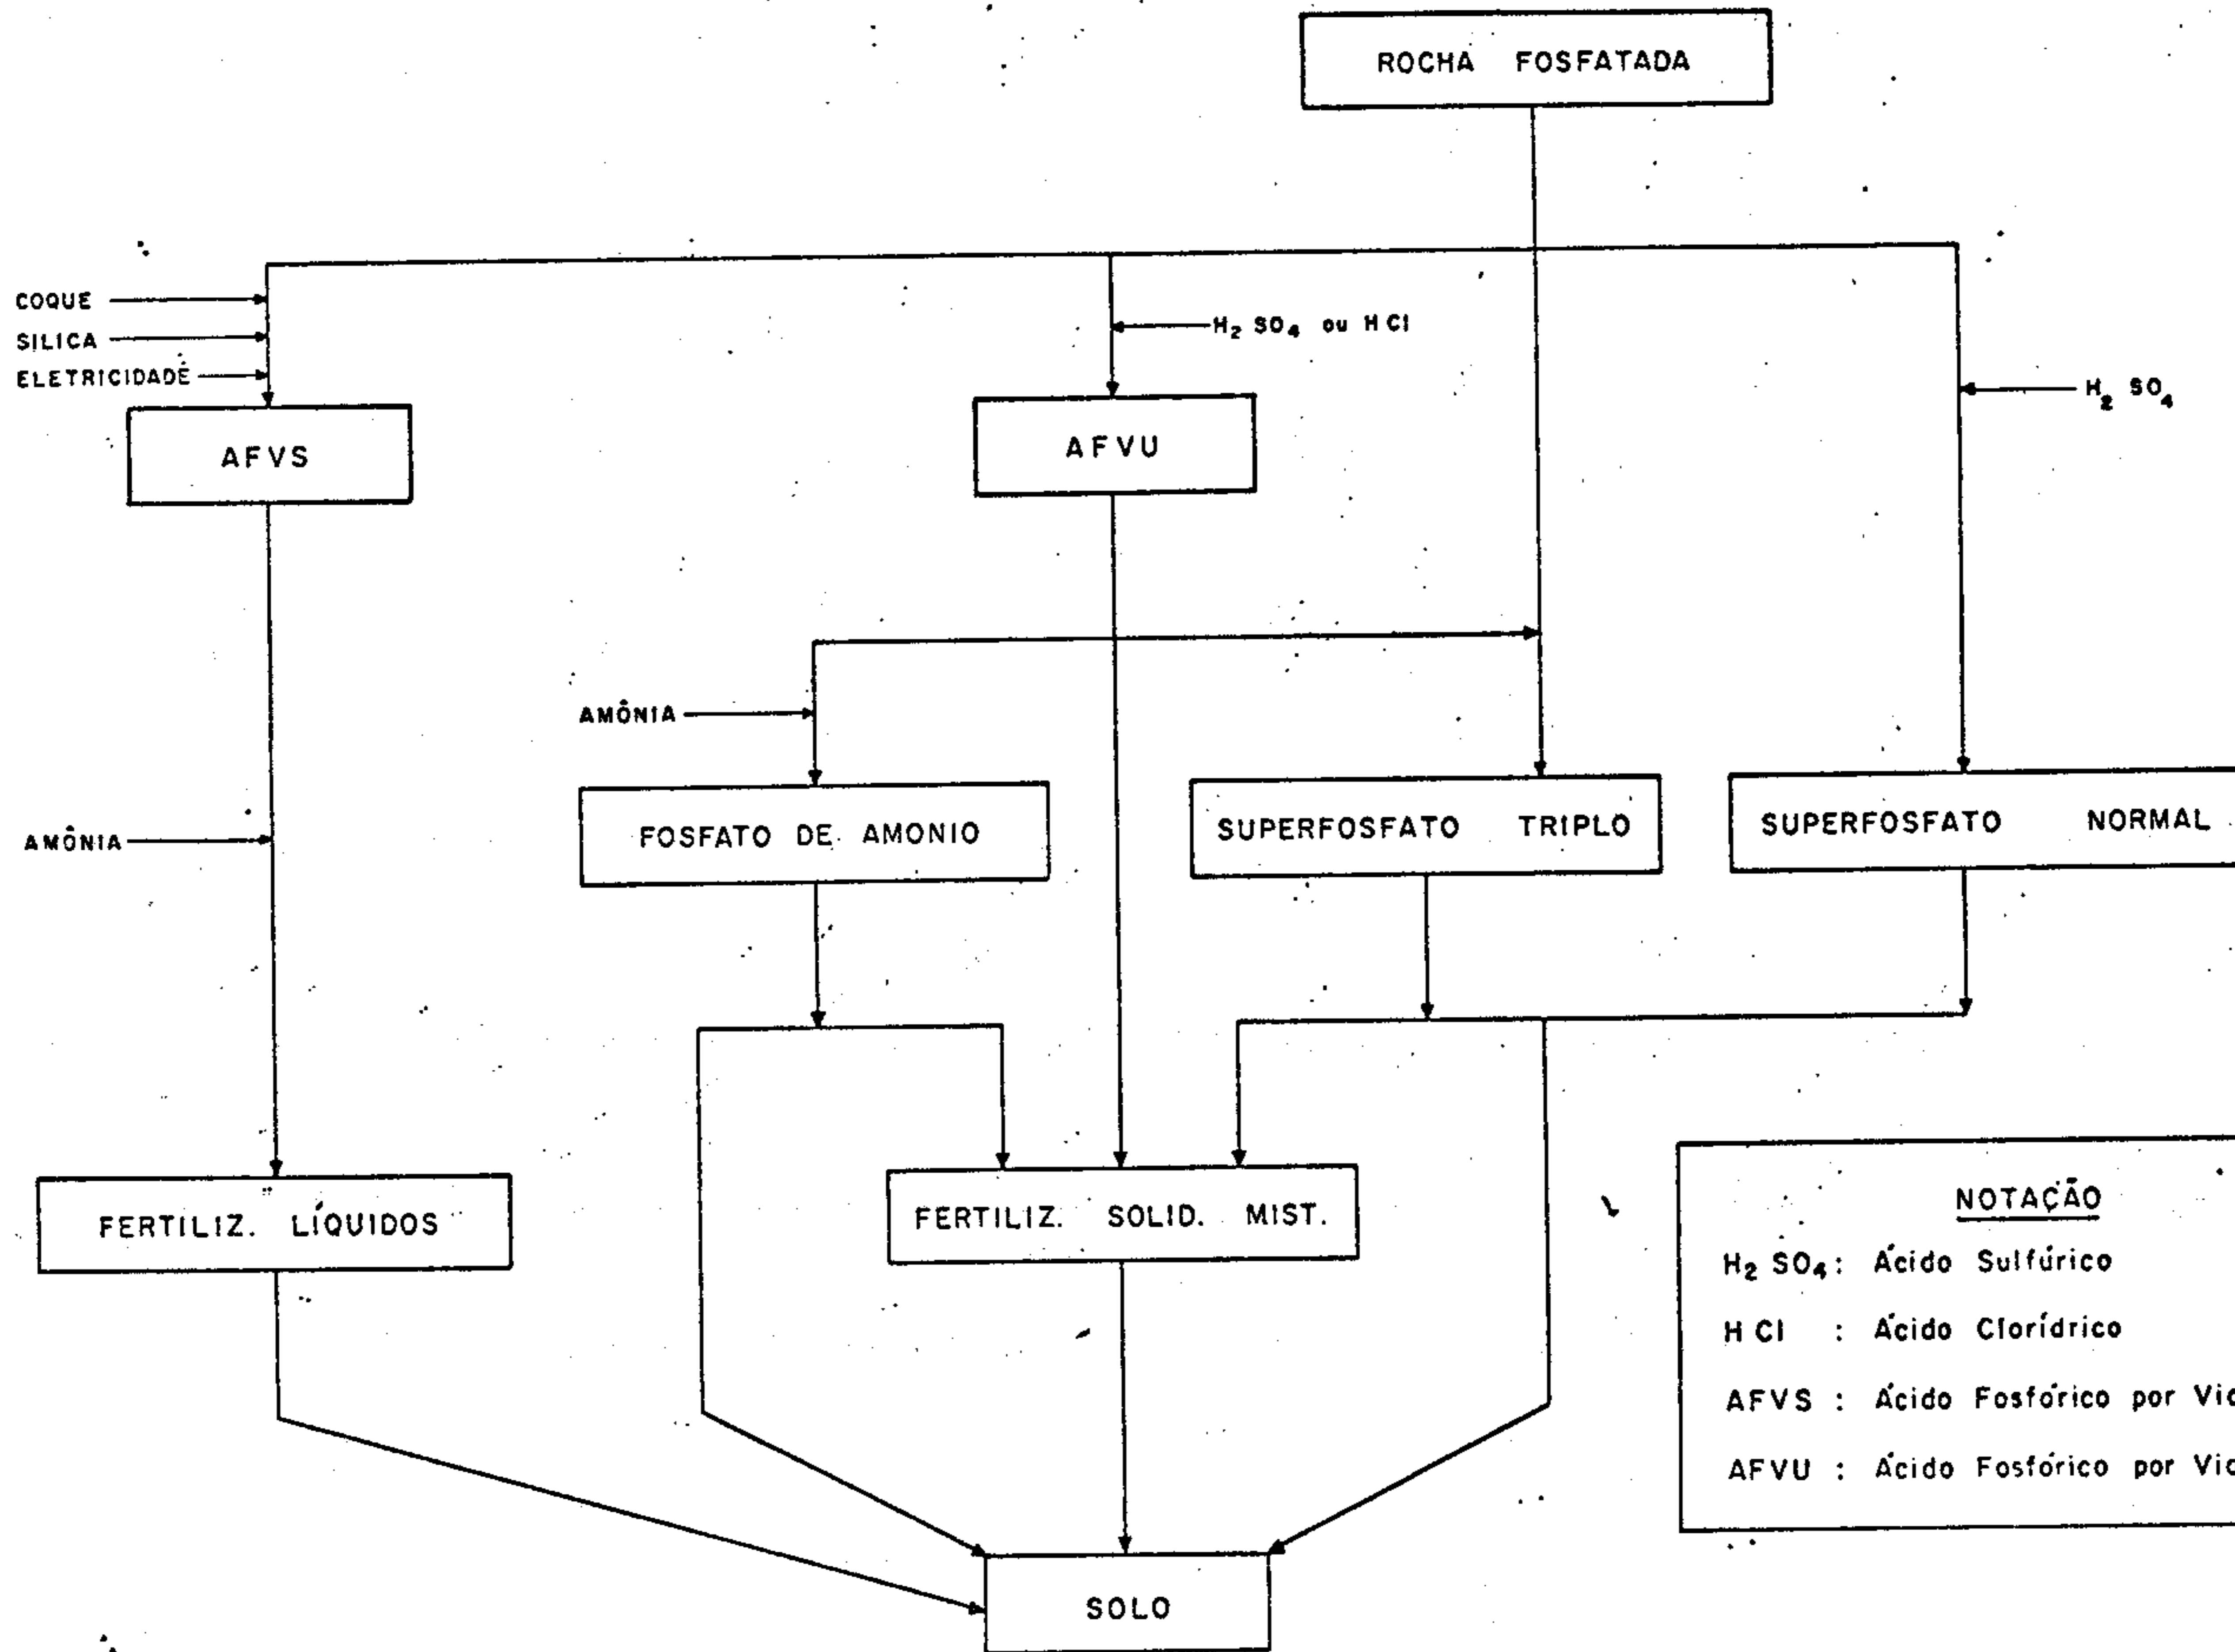 ROCHA FOSFATADA
COQUE
SILICA
ELETRICIDADE
H₂ SO₄ ou HCl
H₂ SO₄
AFVS
AFVU
AMÔNIA
AMÔNIA
FOSFATO DE AMONIO
SUPERFOSFATO TRIPLO
SUPERFOSFATO NORMAL
FERTILIZ. LÍQUIDOS
FERTILIZ. SOLID. MIST.
SOLO
NOTAÇÃO
H₂ SO₄ : Ácido Sulfúrico
H Cl : Ácido Clorídrico
AFVS : Ácido Fosfórico por
AFVU : Ácido Fosfórico por